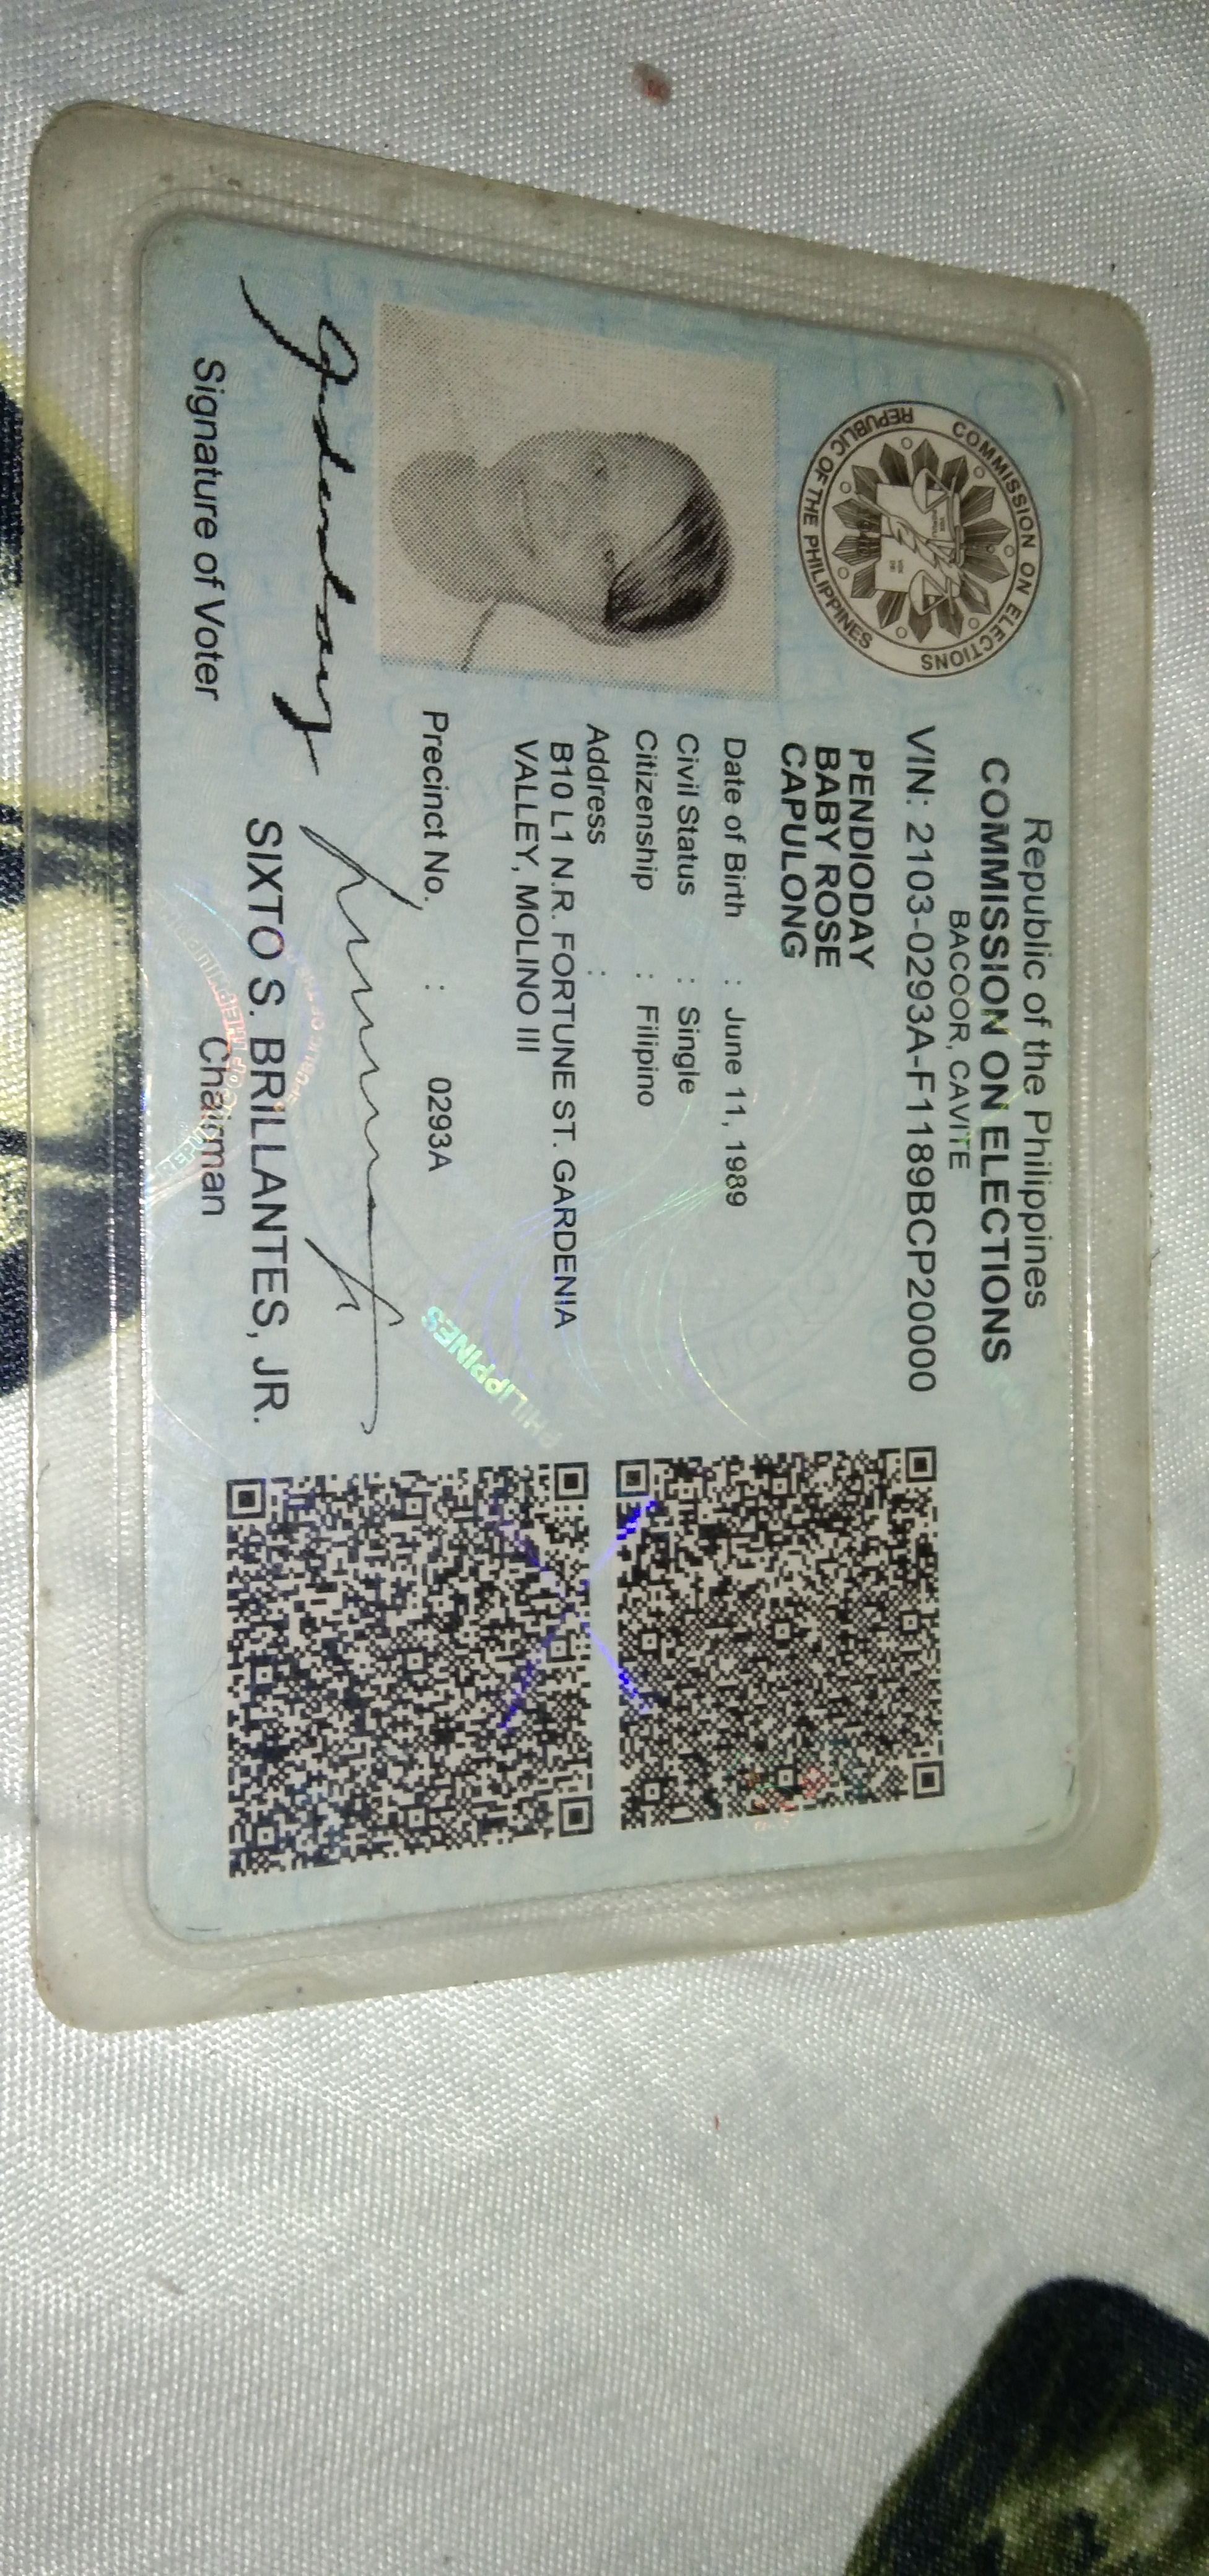 Republic of the Philippines
COMMISSION ON ELECTIONS
BACOOR, CAVITE
VIN: 2103-0293A-F1189BCP20000
COMMISSION ON ELECTIONS
REPUBLIC OF THE PHILIPPINES
PENDIODAY
BABY ROSE
CAPULONG
Date of Birth : June 11, 1989
Civil Status : Single
Citizenship : Filipino
Address :
B10 L1 N.R. FORTUNE ST. GARDENIA
VALLEY, MOLINO III
Precinct No. : 0293A
PHILIPPINES
Signature of Voter
SIXTO S. BRILLANTES, JR.
Chairman